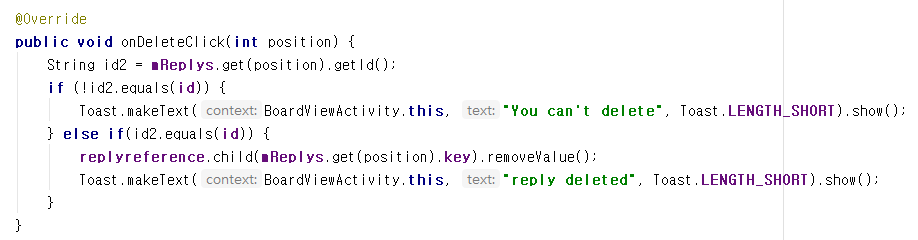 @Override
public void onDeleteClick(int position) {
    String id2 = mReplys.get(position).getId();
    if (!id2.equals(id)) {
        Toast.makeText( context: BoardViewActivity.this, text: "You can't delete", Toast.LENGTH_SHORT).show();
    } else if(id2.equals(id)) {
        replyreference.child(mReplys.get(position).key).removeValue();
        Toast.makeText( context: BoardViewActivity.this, text: "reply deleted", Toast.LENGTH_SHORT).show();
    }
}